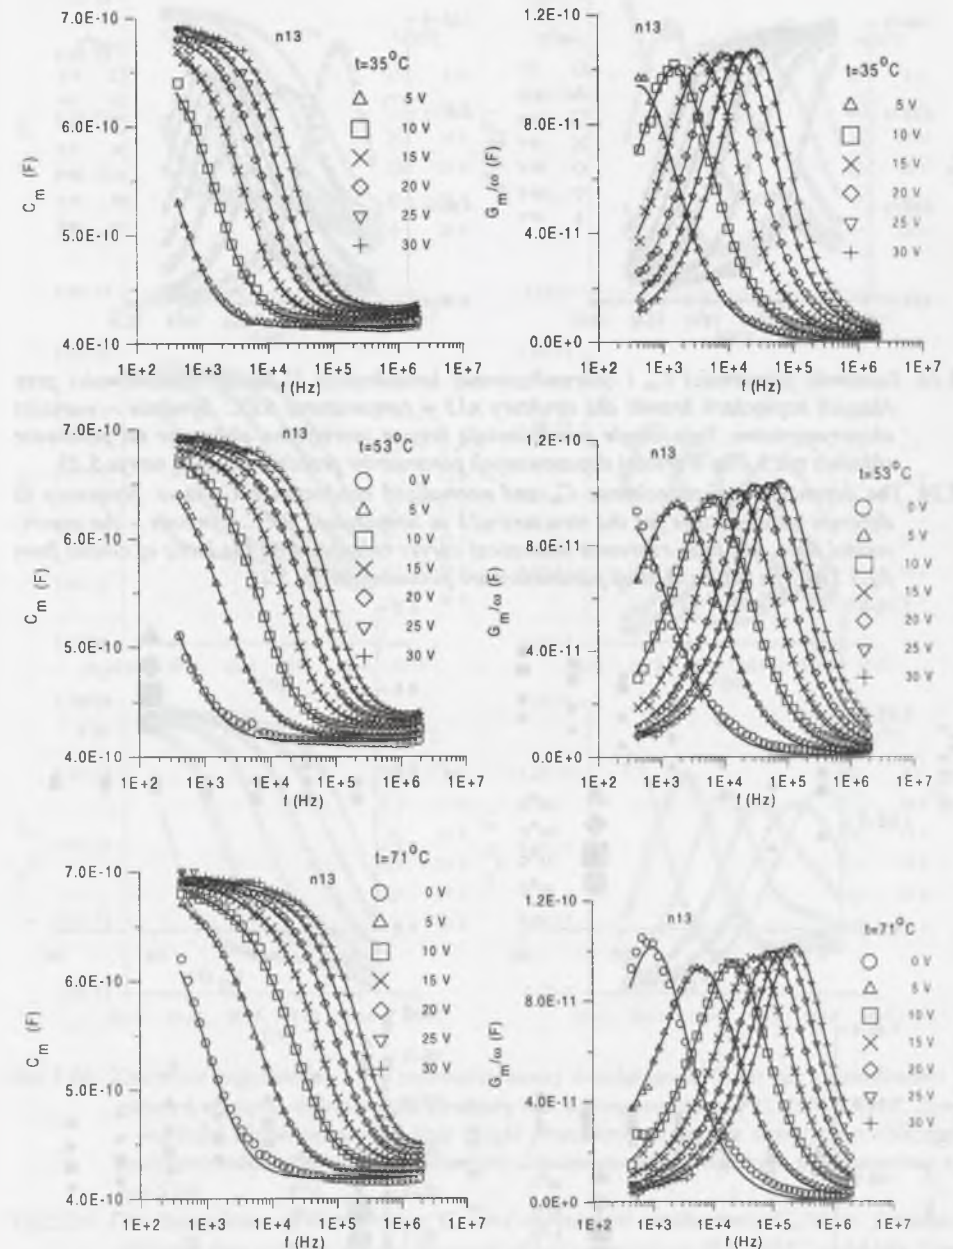 7.0E-10
6.0E-10
5.0E-10
4.0E-10
C_m (F)
n13
t=35°C
5 V
10 V
15 V
20 V
25 V
30 V
1E+2 1E+3 1E+4 1E+5 1E+6 1E+7
f (Hz)
1.2E-10
8.0E-11
4.0E-11
0.0E+0
G_m/ω (F)
n13
t=35°C
5 V
10 V
15 V
20 V
25 V
30 V
1E+2 1E+3 1E+4 1E+5 1E+6 1E+7
f (Hz)
7.0E-10
6.0E-10
5.0E-10
4.0E-10
C_m (F)
n13
t=53°C
0 V
5 V
10 V
15 V
20 V
25 V
30 V
1E+2 1E+3 1E+4 1E+5 1E+6 1E+7
f (Hz)
1.2E-10
8.0E-11
4.0E-11
0.0E+0
G_m/ω (F)
n13
t=53°C
0 V
5 V
10 V
15 V
20 V
25 V
30 V
1E+2 1E+3 1E+4 1E+5 1E+6 1E+7
f (Hz)
7.0E-10
6.0E-10
5.0E-10
4.0E-10
C_m (F)
n13
t=71°C
0 V
5 V
10 V
15 V
20 V
25 V
30 V
1E+2 1E+3 1E+4 1E+5 1E+6 1E+7
f (Hz)
1.2E-10
8.0E-11
4.0E-11
0.0E+0
G_m/ω (F)
n13
t=71°C
0 V
5 V
10 V
15 V
20 V
25 V
30 V
1E+2 1E+3 1E+4 1E+5 1E+6 1E+7
f (Hz)